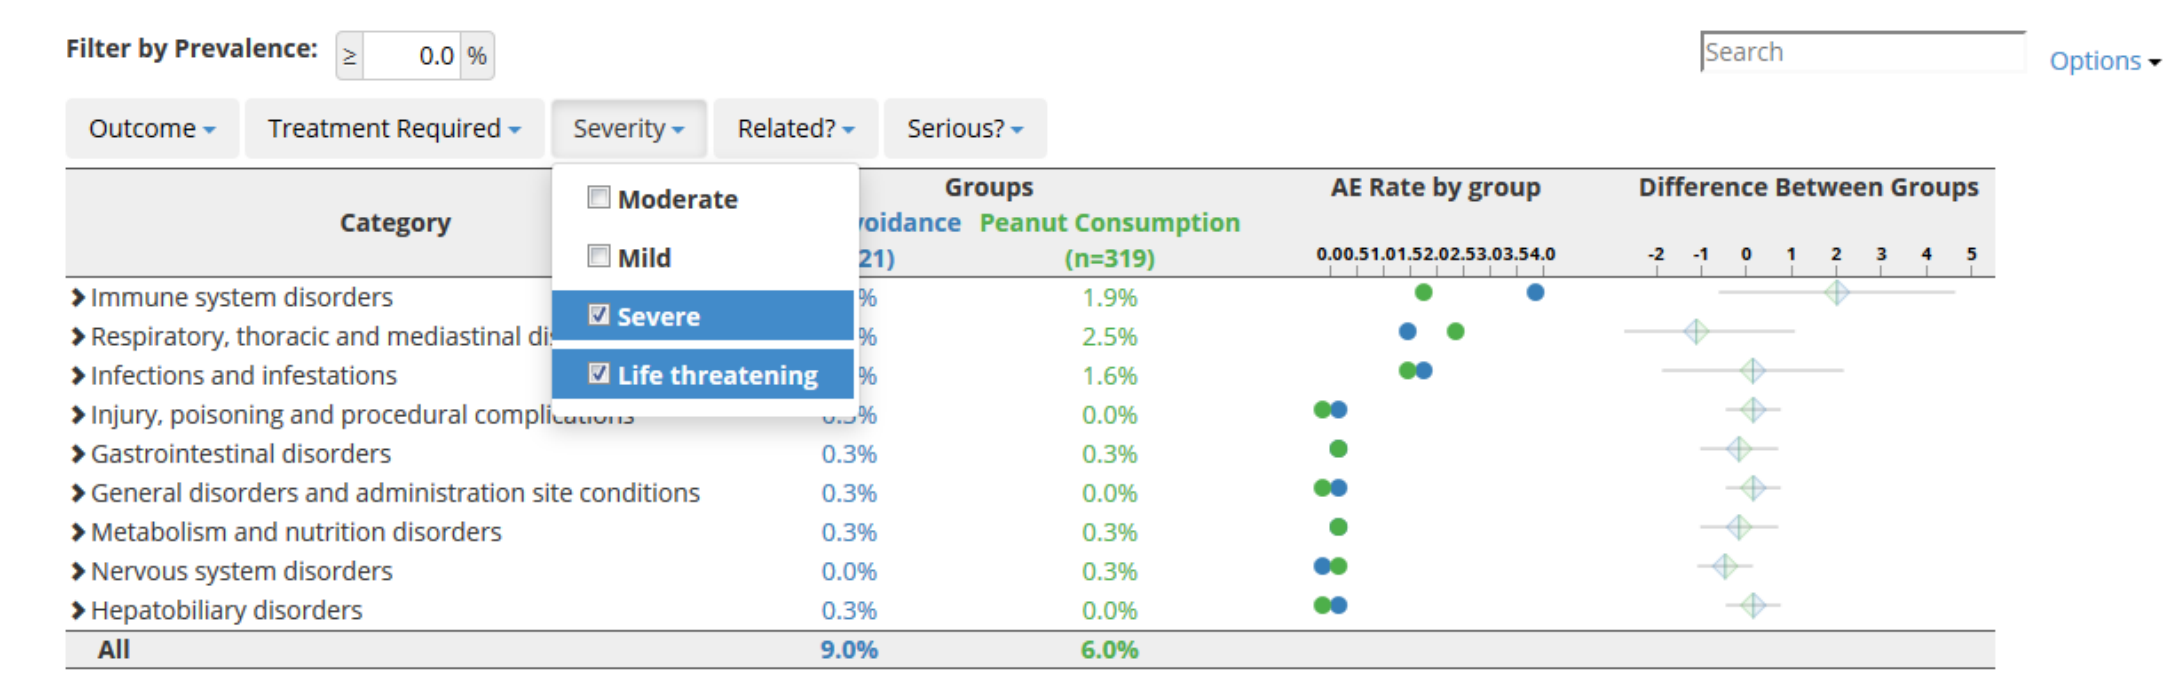 Filter by Prevalence: ≥ 0.0 % Search Options
Outcome Treatment Required Severity Related? Serious?
Moderate
Mild
Severe
Life threatening
Groups AE Rate by group Difference Between Groups
Category Peanut Consumption
21) (n=319) 0.00.51.01.52.02.53.03.54.0 -2 -1 0 1 2 3 4 5
Immune system disorders % 1.9%
Respiratory, thoracic and mediastinal % 2.5%
Infections and infestations % 1.6%
Injury, poisoning and procedural complications 0.3% 0.0%
Gastrointestinal disorders 0.3% 0.3%
General disorders and administration site conditions 0.3% 0.0%
Metabolism and nutrition disorders 0.3% 0.3%
Nervous system disorders 0.0% 0.3%
Hepatobiliary disorders 0.3% 0.0%
All 9.0% 6.0%